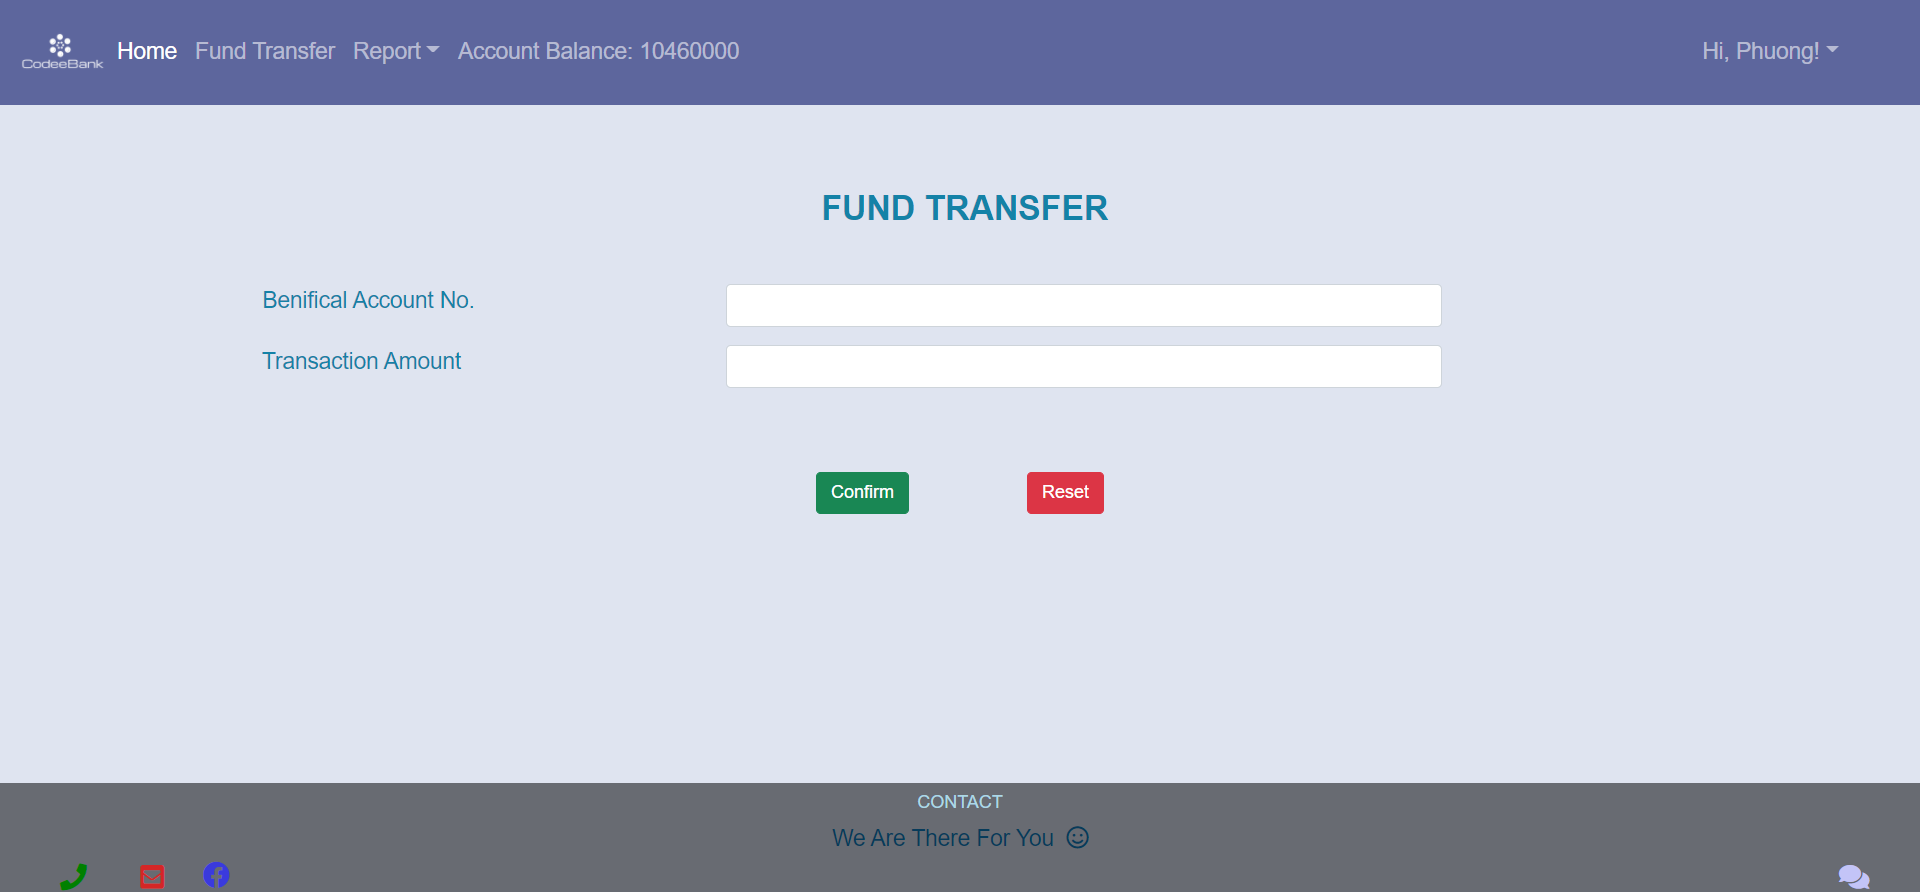 CodeeBank
Home Fund Transfer Report Account Balance: 10460000 Hi, Phuong!
FUND TRANSFER
Benifical Account No.
Transaction Amount
Confirm Reset
CONTACT
We Are There For You